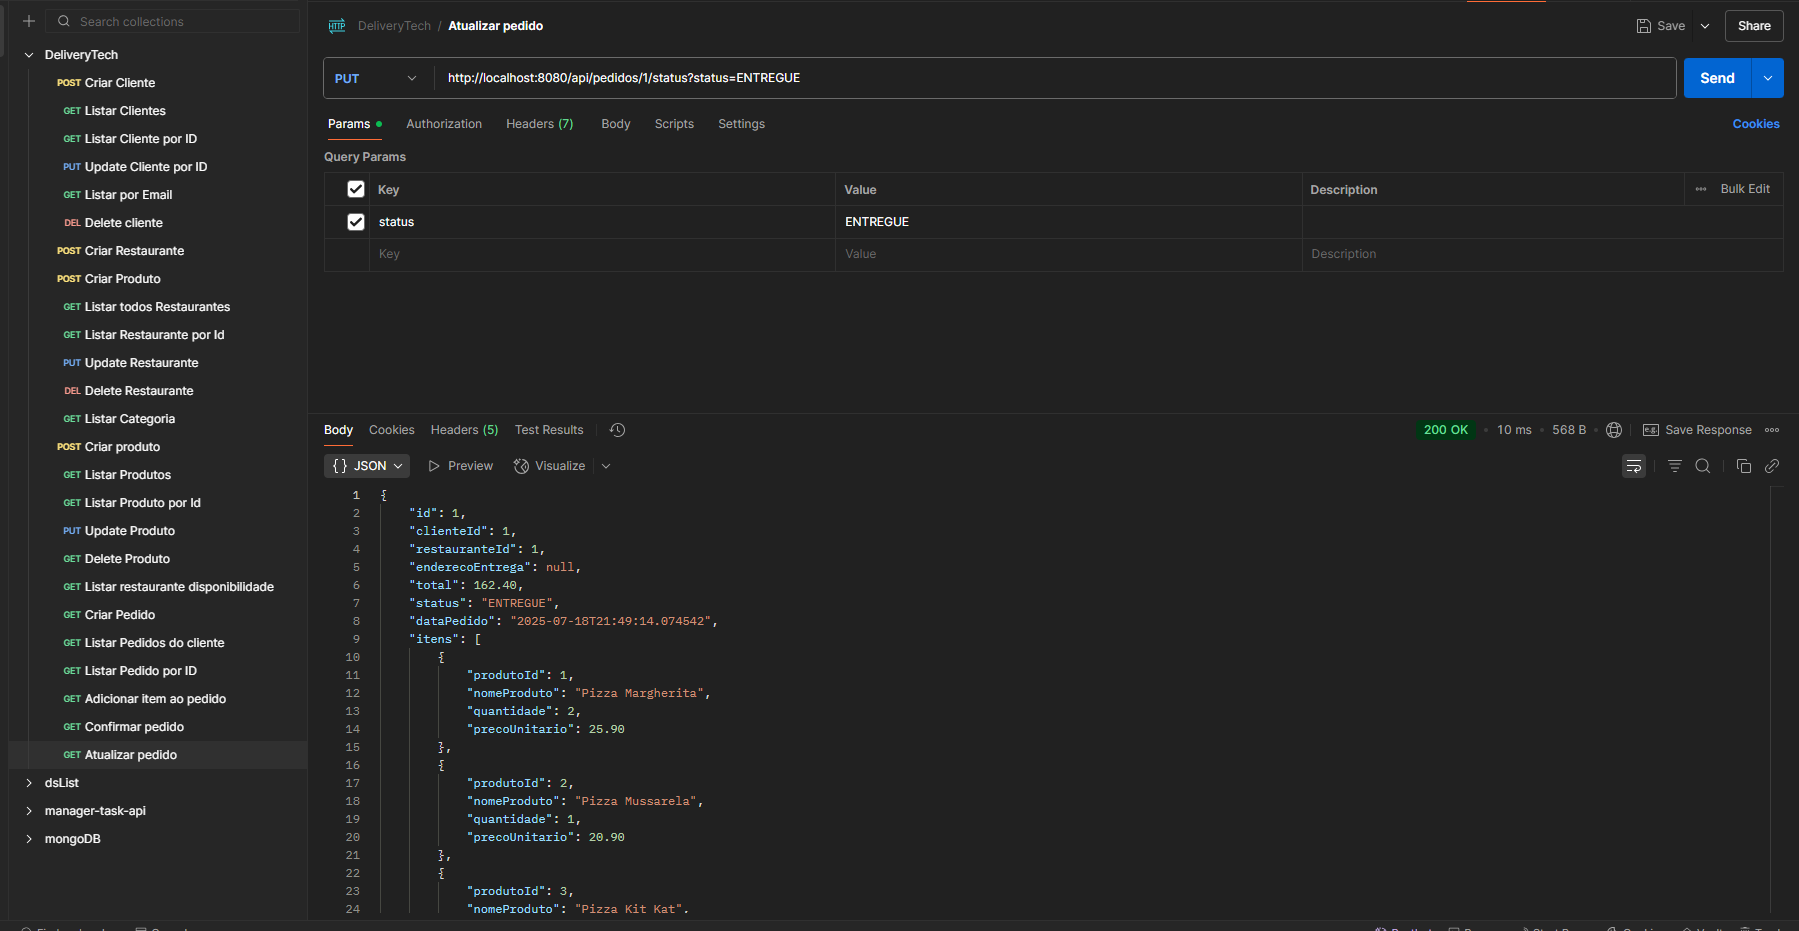 Search collections
DeliveryTech
POST Criar Cliente
GET Listar Clientes
GET Listar Cliente por ID
PUT Update Cliente por ID
GET Listar por Email
DEL Delete cliente
POST Criar Restaurante
POST Criar Produto
GET Listar todos Restaurantes
GET Listar Restaurante por Id
PUT Update Restaurante
DEL Delete Restaurante
GET Listar Categoria
POST Criar produto
GET Listar Produtos
GET Listar Produto por Id
PUT Update Produto
GET Delete Produto
GET Listar restaurante disponibilidade
GET Criar Pedido
GET Listar Pedidos do cliente
GET Listar Pedido por ID
GET Adicionar item ao pedido
GET Confirmar pedido
GET Atualizar pedido
dsList
manager-task-api
mongoDB
HTTP DeliveryTech / Atualizar pedido Save Share
PUT http://localhost:8080/api/pedidos/1/status?status=ENTREGUE Send
Params Authorization Headers (7) Body Scripts Settings Cookies
Query Params
Key Value Description Bulk Edit
status ENTREGUE
Key Value Description
Body Cookies Headers (5) Test Results 200 OK 10 ms 568 B e.g. Save Response
{} JSON Preview Visualize
1 {
2 "id": 1,
3 "clienteId": 1,
4 "restauranteId": 1,
5 "enderecoEntrega": null,
6 "total": 162.40,
7 "status": "ENTREGUE",
8 "dataPedido": "2025-07-18T21:49:14.074542",
9 "itens": [
10 {
11 "produtoId": 1,
12 "nomeProduto": "Pizza Margherita",
13 "quantidade": 2,
14 "precoUnitario": 25.90
15 },
16 {
17 "produtoId": 2,
18 "nomeProduto": "Pizza Mussarela",
19 "quantidade": 1,
20 "precoUnitario": 20.90
21 },
22 {
23 "produtoId": 3,
24 "nomeProduto": "Pizza Kit Kat",